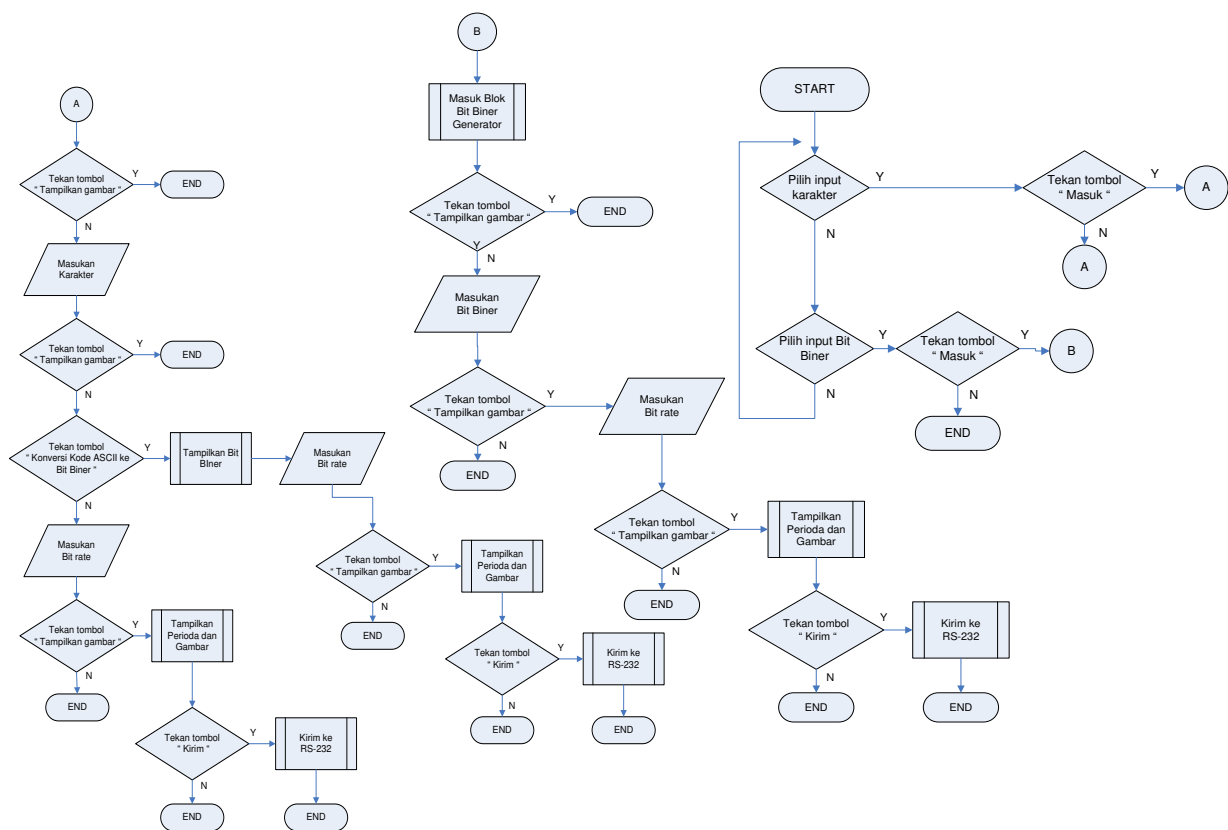 A
Tekan tombol
“ Tampilkan gambar “
Y
END
N
Masukan
Karakter
Tekan tombol
“ Tampilkan gambar “
Y
END
N
Tekan tombol
“ Konversi Kode ASCII ke
Bit Biner “
Y
Tampilkan Bit
BIner
Masukan
Bit rate
N
Masukan
Bit rate
Tekan tombol
“ Tampilkan gambar “
Y
Tampilkan
Perioda dan
Gambar
N
END
Tekan tombol
“ Kirim “
Y
Kirim ke
RS-232
N
END
END
Tekan tombol
“ Tampilkan gambar “
Y
Tampilkan
Perioda dan
Gambar
N
END
Tekan tombol
“ Kirim “
Y
Kirim ke
RS-232
N
END
END
B
Masuk Blok
Bit Biner
Generator
Tekan tombol
“ Tampilkan gambar “
Y
Y
END
N
Masukan
Bit Biner
Tekan tombol
“ Tampilkan gambar “
Y
Masukan
Bit rate
N
END
Tekan tombol
“ Tampilkan gambar “
Y
Tampilkan
Perioda dan
Gambar
N
END
Tekan tombol
“ Kirim “
Y
Kirim ke
RS-232
N
END
END
START
Pilih input
karakter
Y
Tekan tombol
“ Masuk “
Y
A
N
N
A
Pilih input Bit
Biner
Y
Tekan tombol
“ Masuk “
Y
B
N
N
END